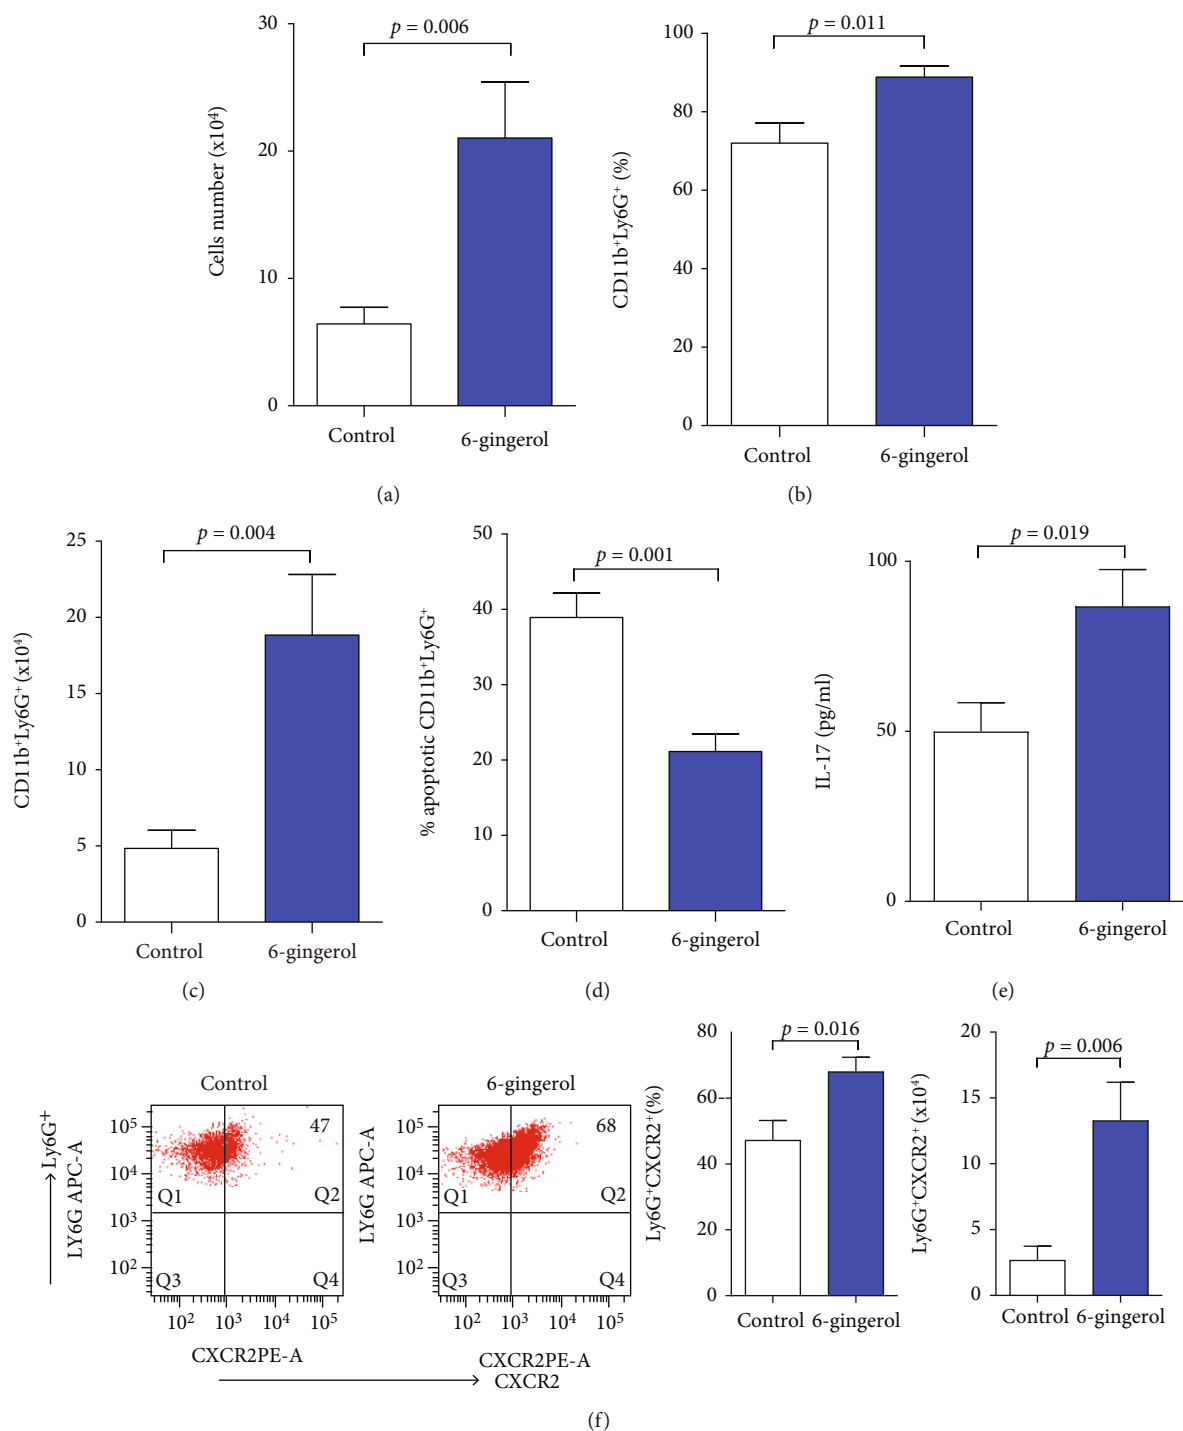 p = 0.006
30
20
10
0
Cells number (x10⁴)
Control
6-gingerol
(a)
p = 0.011
100
80
60
40
20
0
CD11b⁺Ly6G⁺ (%)
Control
6-gingerol
(b)
p = 0.004
25
20
15
10
5
0
CD11b⁺Ly6G⁺ (x10⁴)
Control
6-gingerol
(c)
p = 0.001
50
40
30
20
10
0
% apoptotic CD11b⁺Ly6G⁺
Control
6-gingerol
(d)
p = 0.019
100
50
0
IL-17 (pg/ml)
Control
6-gingerol
(e)
Control
Ly6G⁺
LY6G APC-A
10⁵
10⁴
10³
10²
47
Q1
Q2
Q3
Q4
10² 10³ 10⁴ 10⁵
CXCR2PE-A
6-gingerol
LY6G APC-A
10⁵
10⁴
10³
10²
68
Q1
Q2
Q3
Q4
10² 10³ 10⁴ 10⁵
CXCR2PE-A
CXCR2
p = 0.016
80
60
40
20
0
Ly6G⁺CXCR2⁺(%)
Control 6-gingerol
p = 0.006
20
15
10
5
0
Ly6G⁺CXCR2⁺ (x10⁴)
Control 6-gingerol
(f)